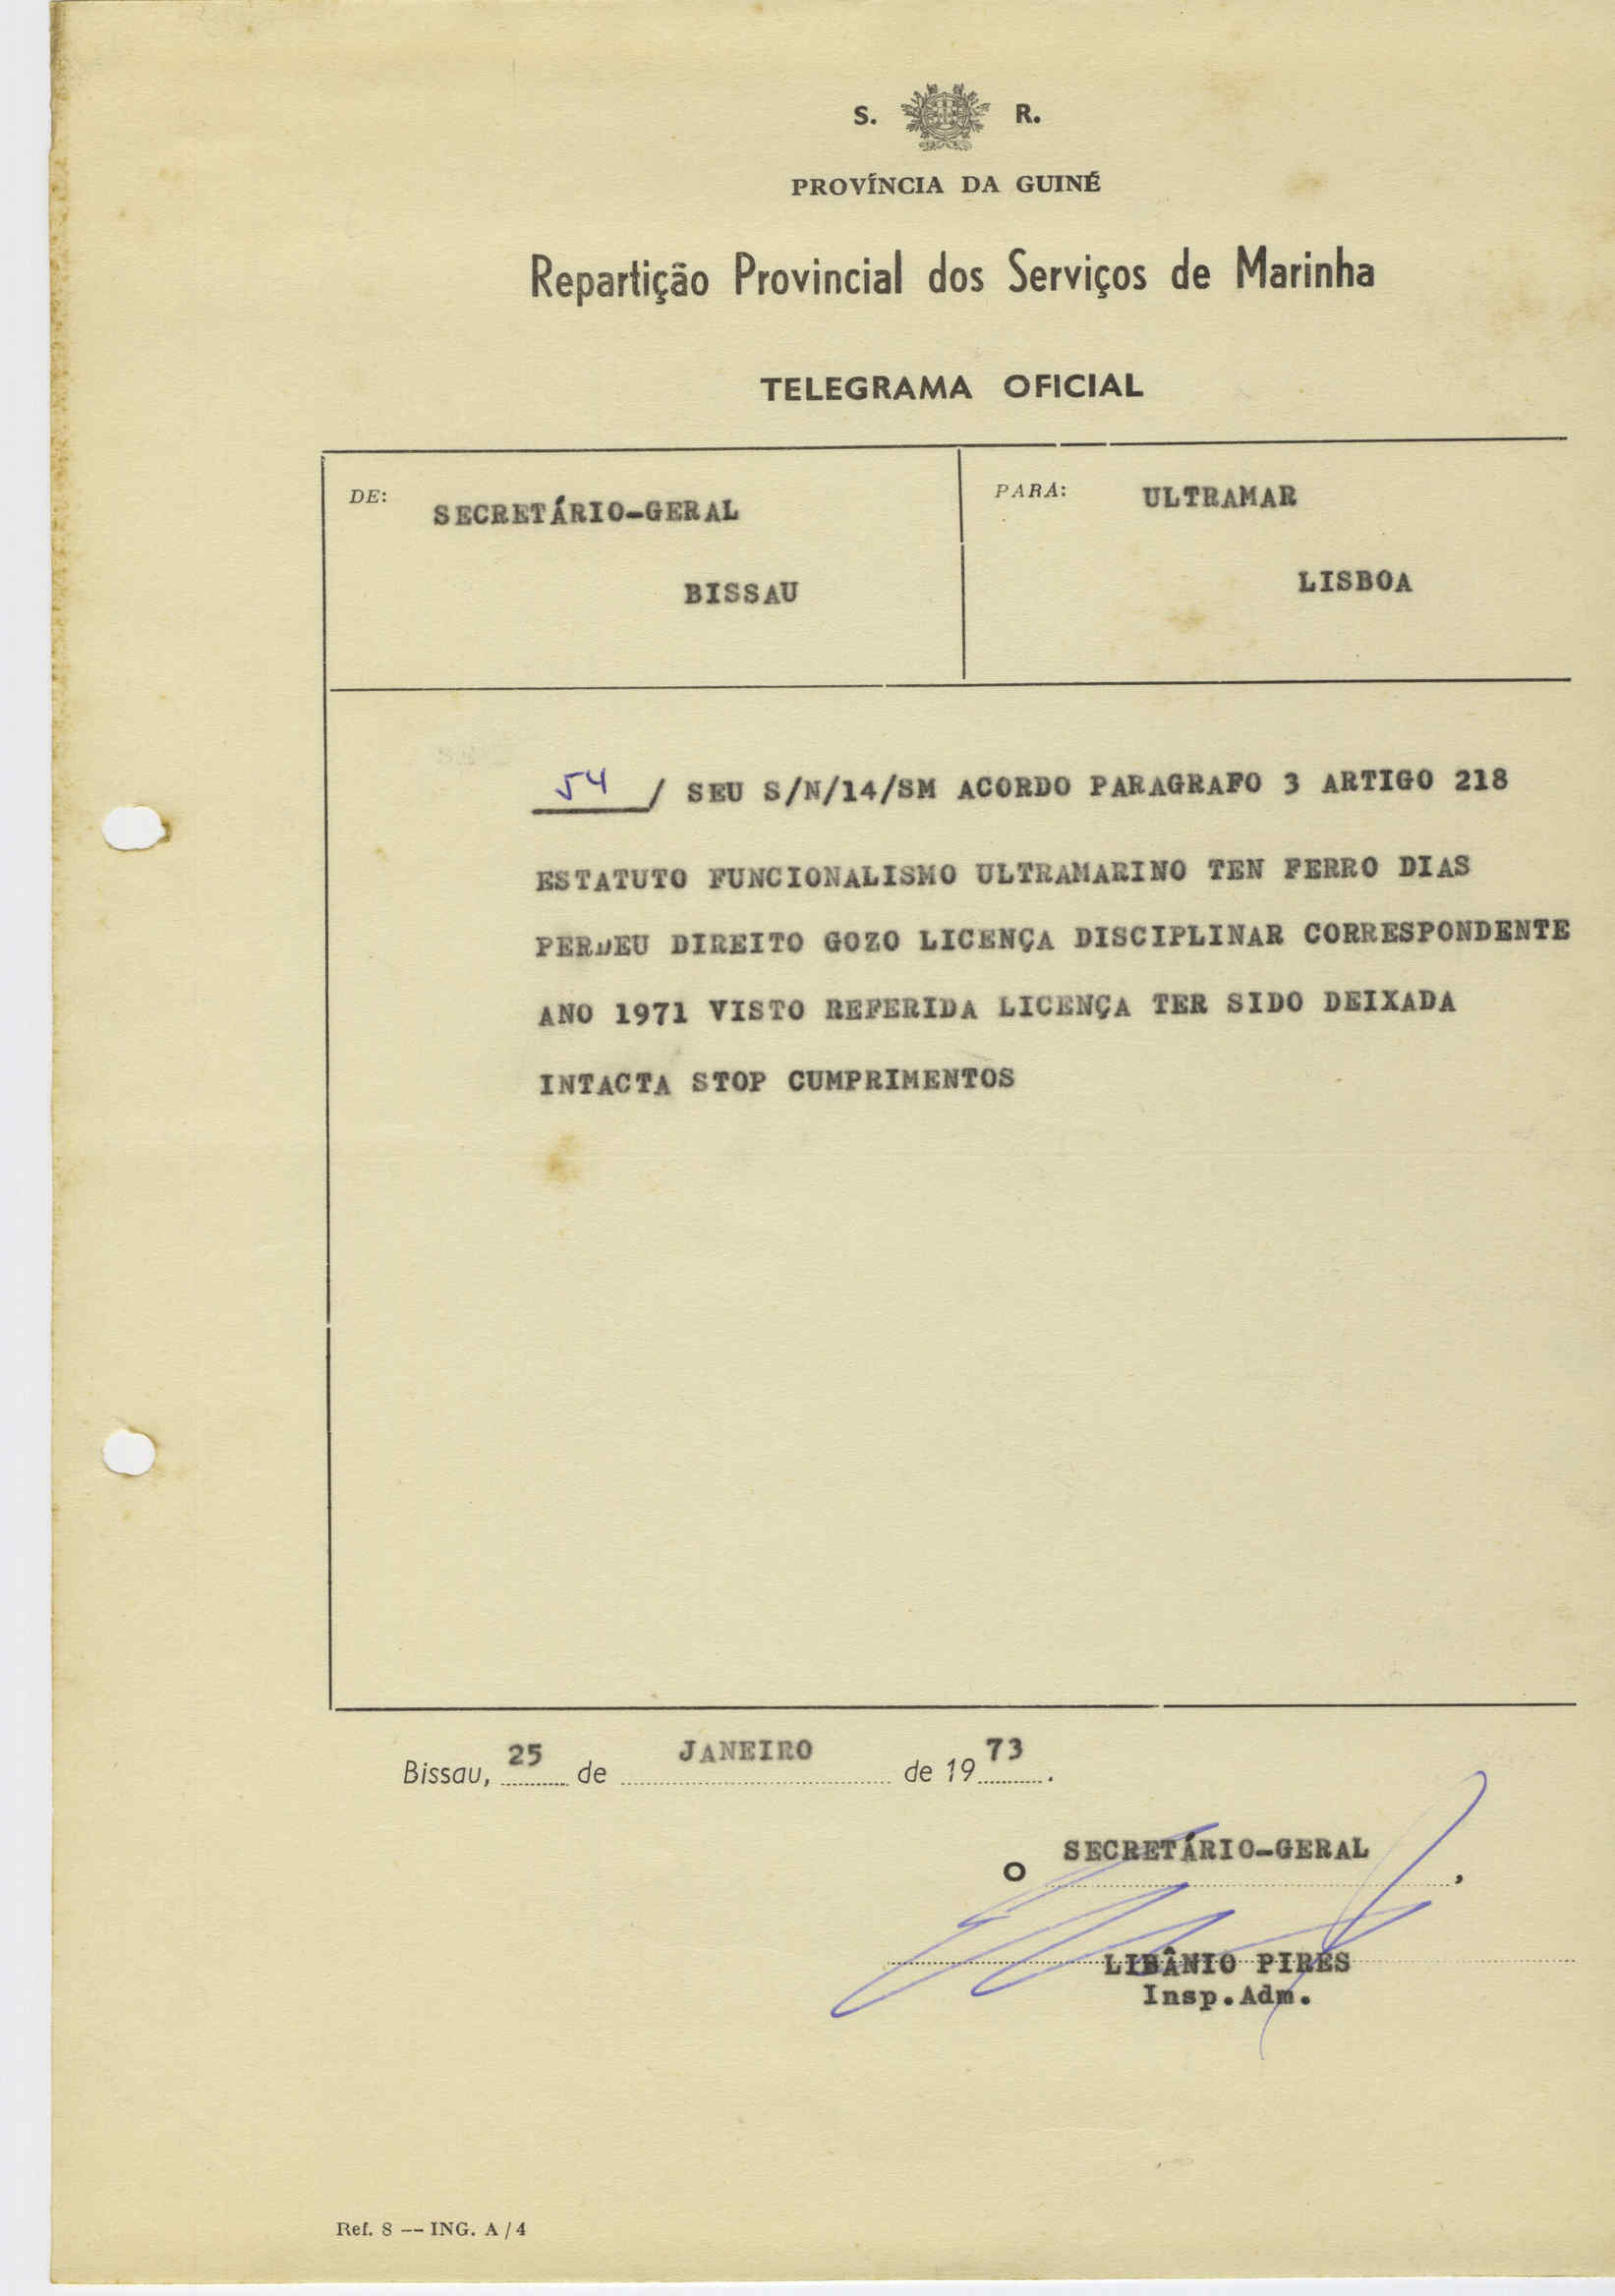 S. R.
PROVÍNCIA DA GUINÉ
Repartição Provincial dos Serviços de Marinha
TELEGRAMA OFICIAL
DE: SECRETÁRIO-GERAL
BISSAU
PARA: ULTRAMAR
LISBOA
54 / SEU S/N/14/SM ACORDO PARAGRAFO 3 ARTIGO 218
ESTATUTO FUNCIONALISMO ULTRAMARINO TEN FERRO DIAS
PERDEU DIREITO GOZO LICENÇA DISCIPLINAR CORRESPONDENTE
ANO 1971 VISTO REFERIDA LICENÇA TER SIDO DEIXADA
INTACTA STOP CUMPRIMENTOS
Bissau, 25 de JANEIRO de 1973.
O SECRETÁRIO-GERAL,
LIBÂNIO PIRES
Insp.Adm.
Ref. 8 -- ING. A/4